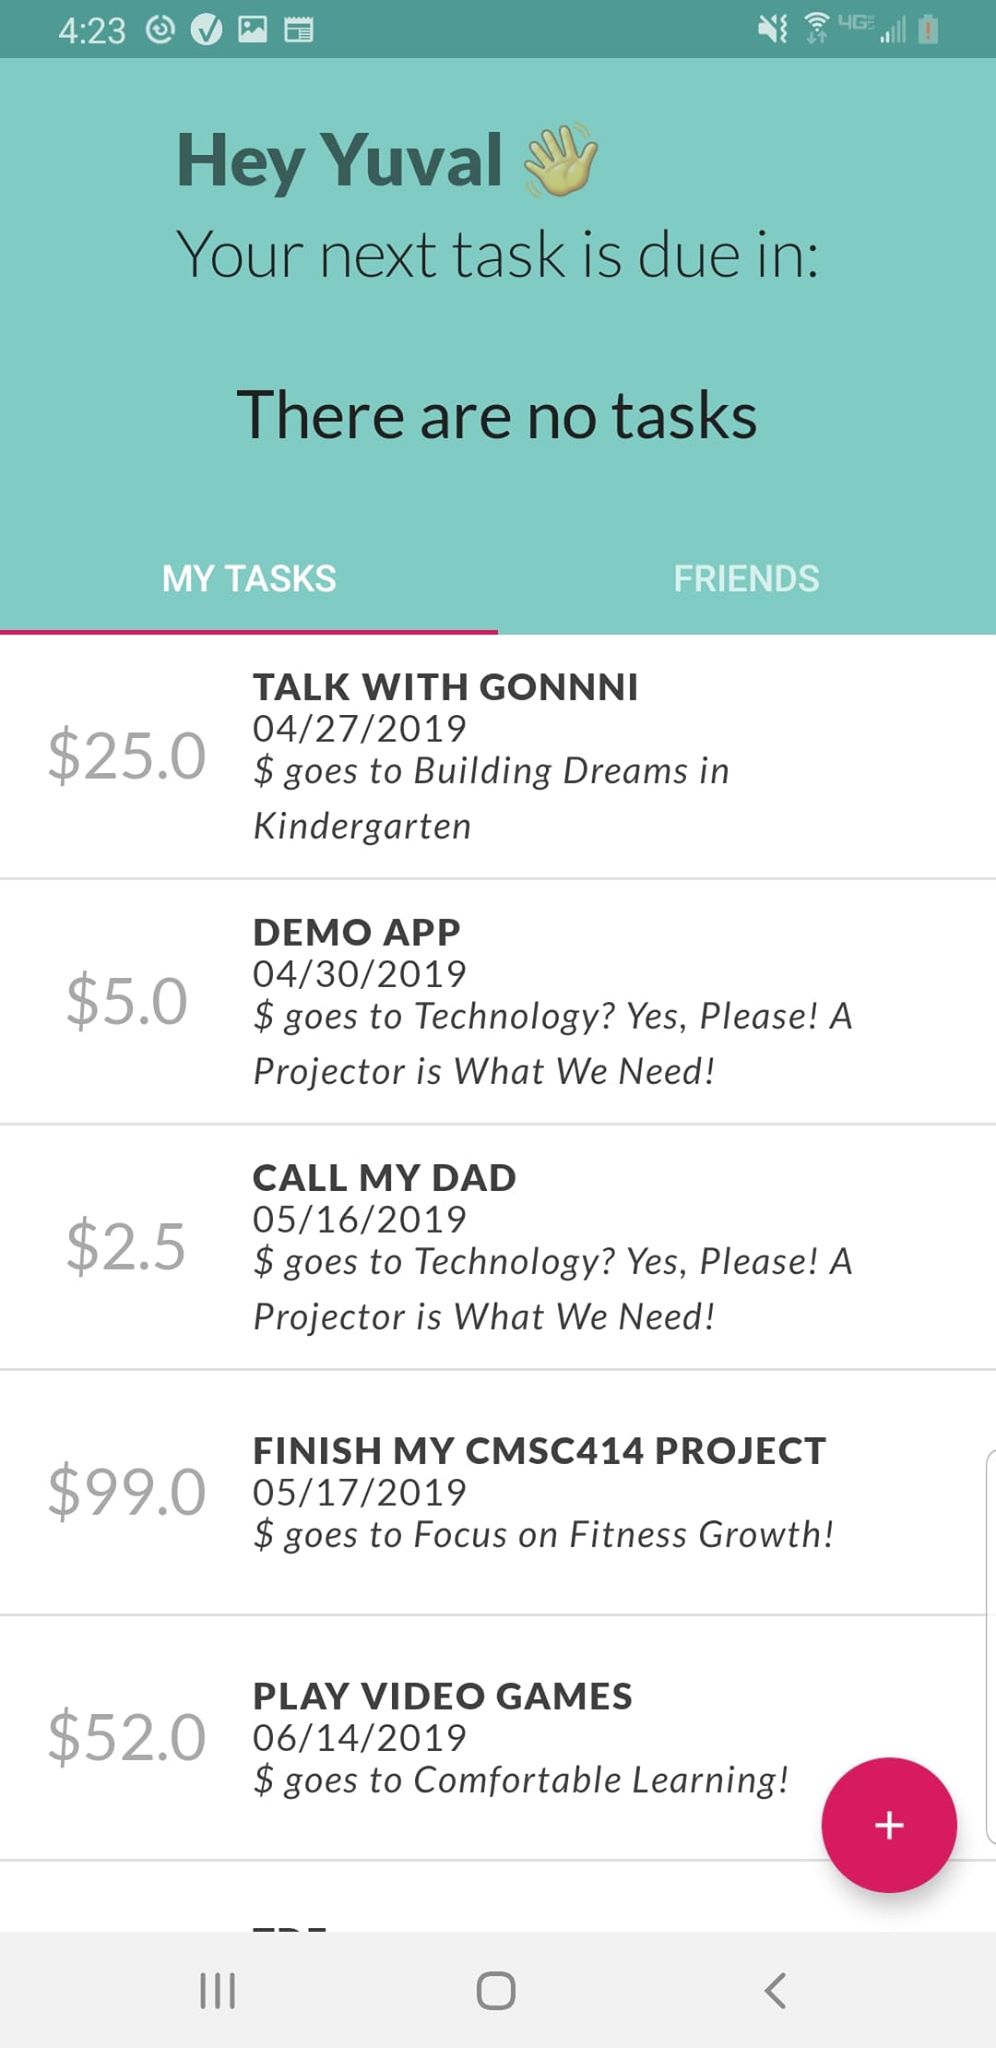 4:23
4GE
Hey Yuval
Your next task is due in:
There are no tasks
MY TASKS
FRIENDS
$25.0
TALK WITH GONNNI
04/27/2019
$ goes to Building Dreams in
Kindergarten
$5.0
DEMO APP
04/30/2019
$ goes to Technology? Yes, Please! A
Projector is What We Need!
$2.5
CALL MY DAD
05/16/2019
$ goes to Technology? Yes, Please! A
Projector is What We Need!
$99.0
FINISH MY CMSC414 PROJECT
05/17/2019
$ goes to Focus on Fitness Growth!
$52.0
PLAY VIDEO GAMES
06/14/2019
$ goes to Comfortable Learning!
+